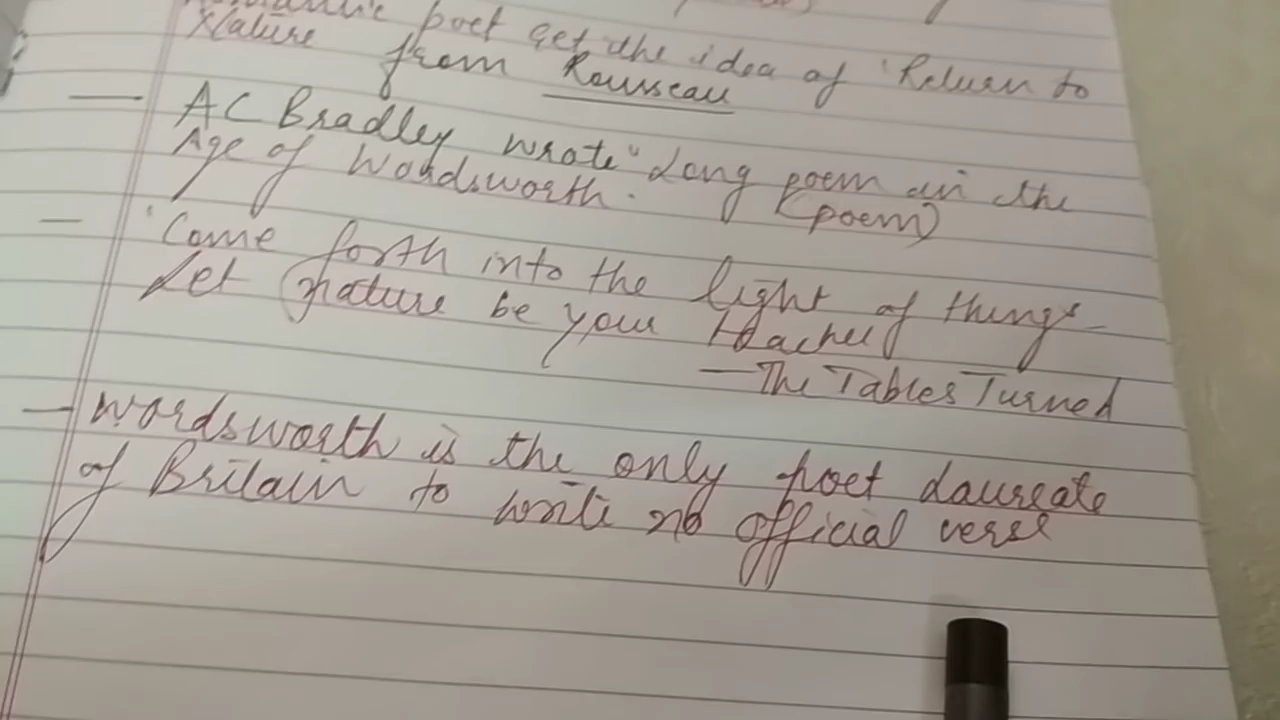 poet get the idea of 'Return to
Nature from Rousseau
— AC Bradley wrote "Long poem in the
Age of Wordsworth. (poem)
— 'Come forth into the light of things—
Let nature be your teacher
— The Tables Turned
— Wordsworth is the only poet Laureate
of Britain to write no official verse